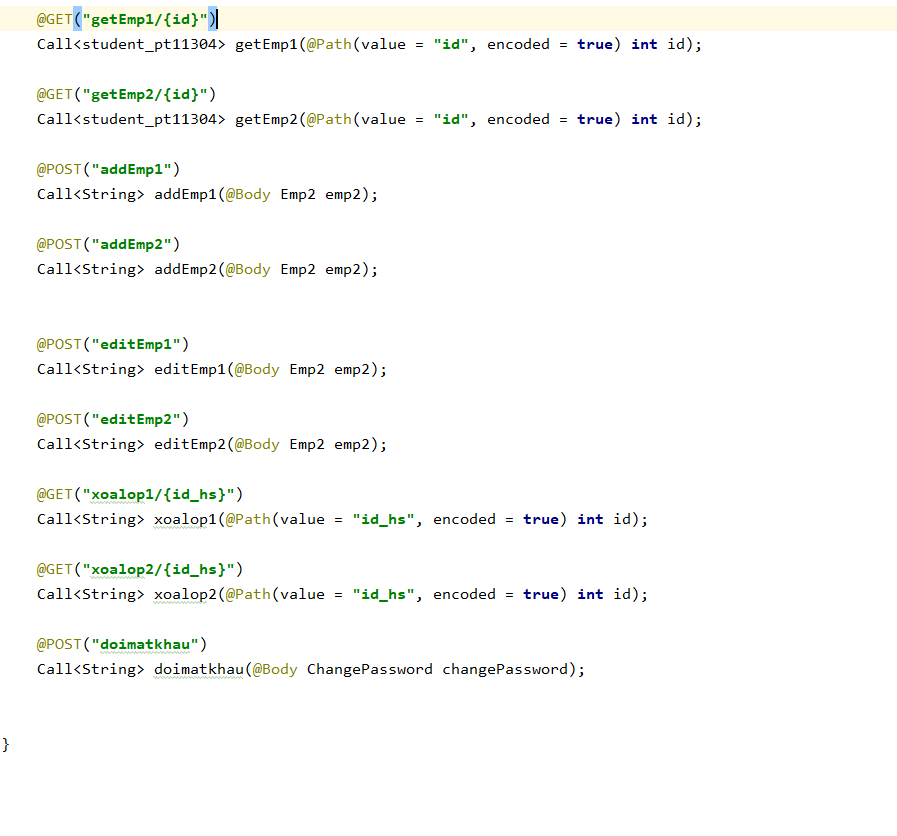 @GET("getEmp1/{id}")
Call<student_pt11304> getEmp1(@Path(value = "id", encoded = true) int id);
@GET("getEmp2/{id}")
Call<student_pt11304> getEmp2(@Path(value = "id", encoded = true) int id);
@POST("addEmp1")
Call<String> addEmp1(@Body Emp2 emp2);
@POST("addEmp2")
Call<String> addEmp2(@Body Emp2 emp2);
@POST("editEmp1")
Call<String> editEmp1(@Body Emp2 emp2);
@POST("editEmp2")
Call<String> editEmp2(@Body Emp2 emp2);
@GET("xoalop1/{id_hs}")
Call<String> xoalop1(@Path(value = "id_hs", encoded = true) int id);
@GET("xoalop2/{id_hs}")
Call<String> xoalop2(@Path(value = "id_hs", encoded = true) int id);
@POST("doimatkhau")
Call<String> doimatkhau(@Body ChangePassword changePassword);
}